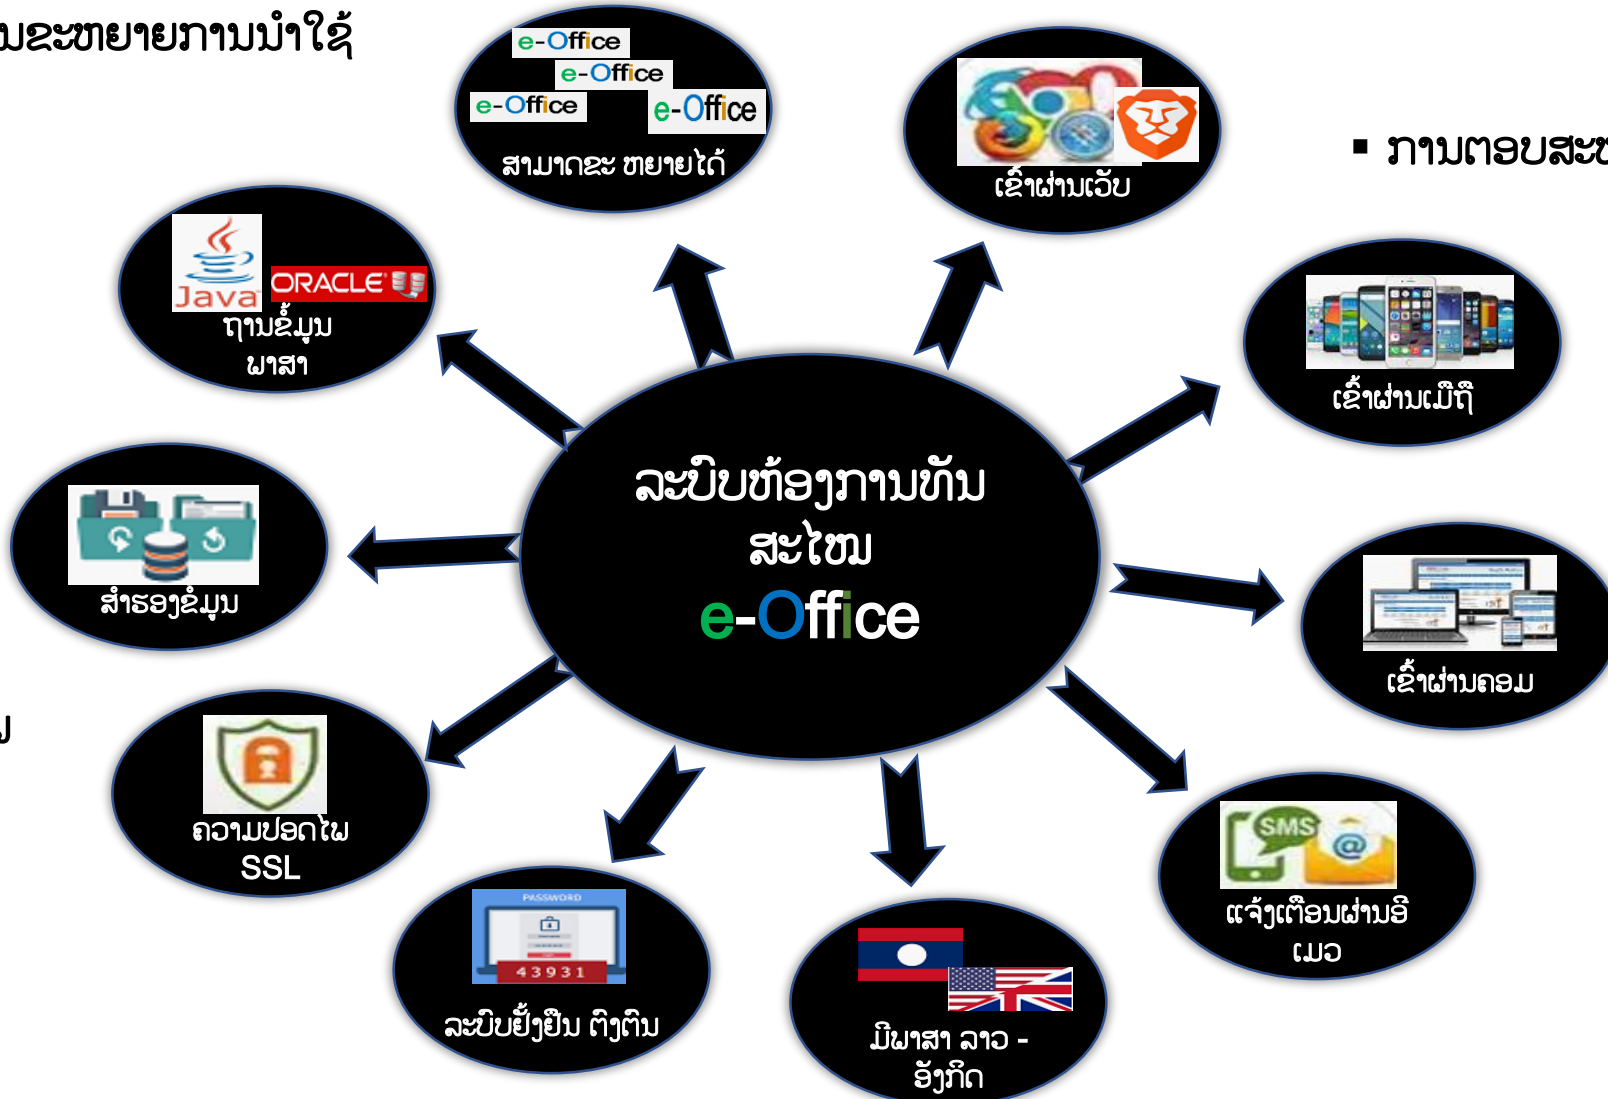 ນຂະຫຍາຍການນຳໃຊ້
e-Office
e-Office
e-Office
e-Office
ສາມາດຂະ ຫຍາຍໄດ້
ເຂົ້າຜ່ານເວັບ
▪ ການຕອບສະຫ
Java
ORACLE
ຖານຂໍ້ມູນ
ພາສາ
ເຂົ້າຜ່ານເມືຖື
ລະບົບຫ້ອງການທັນ
ສະໄໝ
e-Office
ສຳຮອງຂໍ້ມູນ
ເຂົ້າຜ່ານຄອມ
ຄວາມປອດໄພ
SSL
SMS
@
ແຈ້ງເຕືອນຜ່ານອີ
ເມວ
PASSWORD
43931
ລະບົບຢັ້ງຢືນ ຕົງຕົນ
ມີພາສາ ລາວ -
ອັງກິດ